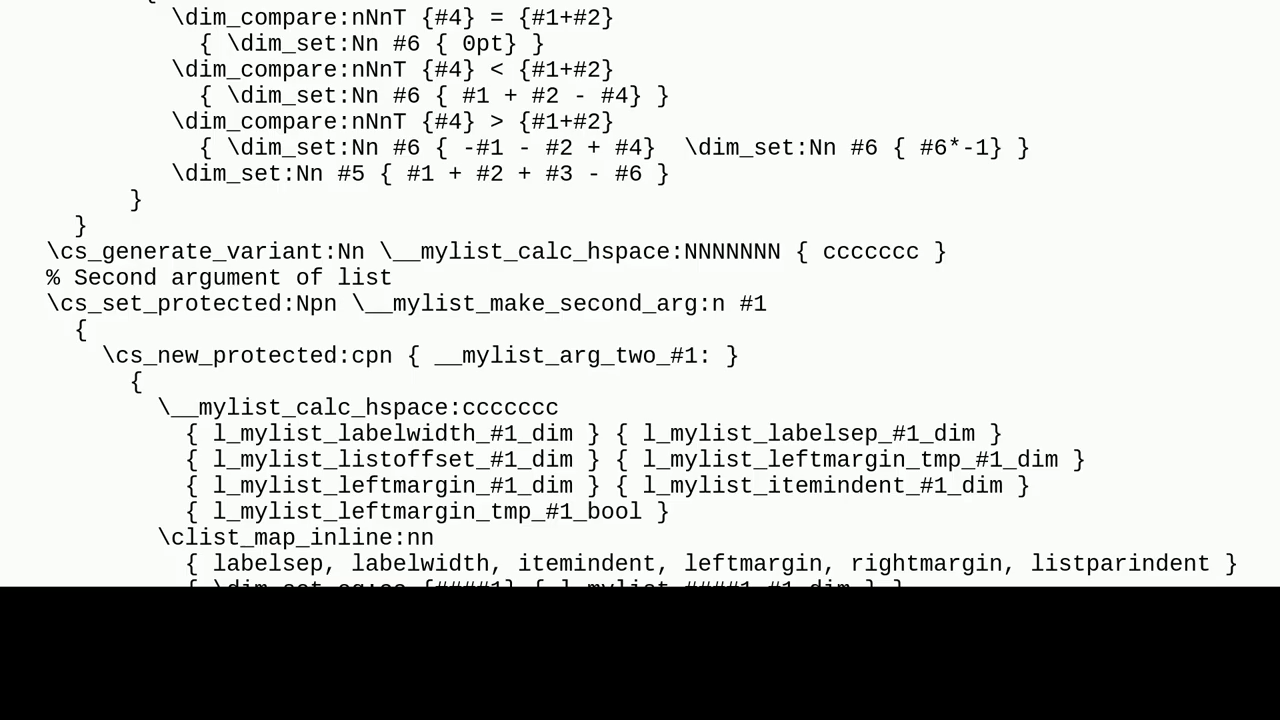 {
\dim_compare:nNnT {#4} = {#1+#2}
{ \dim_set:Nn #6 { 0pt} }
\dim_compare:nNnT {#4} < {#1+#2}
{ \dim_set:Nn #6 { #1 + #2 - #4} }
\dim_compare:nNnT {#4} > {#1+#2}
{ \dim_set:Nn #6 { -#1 - #2 + #4}  \dim_set:Nn #6 { #6*-1} }
\dim_set:Nn #5 { #1 + #2 + #3 - #6 }
}
}
\cs_generate_variant:Nn \__mylist_calc_hspace:NNNNNNN { ccccccc }
% Second argument of list
\cs_set_protected:Npn \__mylist_make_second_arg:n #1
{
\cs_new_protected:cpn { __mylist_arg_two_#1: }
{
\__mylist_calc_hspace:ccccccc
{ l_mylist_labelwidth_#1_dim } { l_mylist_labelsep_#1_dim }
{ l_mylist_listoffset_#1_dim } { l_mylist_leftmargin_tmp_#1_dim }
{ l_mylist_leftmargin_#1_dim } { l_mylist_itemindent_#1_dim }
{ l_mylist_leftmargin_tmp_#1_bool }
\clist_map_inline:nn
{ labelsep, labelwidth, itemindent, leftmargin, rightmargin, listparindent }